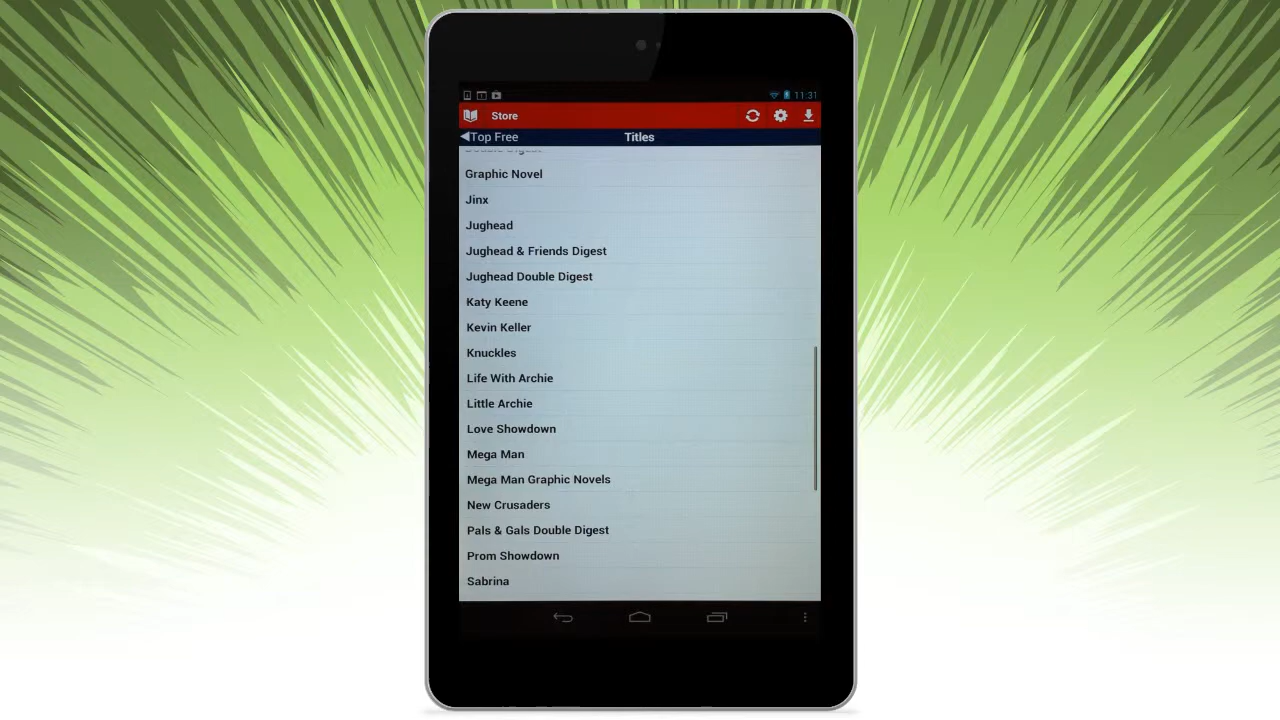 11:31
Store
Top Free
Titles
Graphic Novel
Jinx
Jughead
Jughead & Friends Digest
Jughead Double Digest
Katy Keene
Kevin Keller
Knuckles
Life With Archie
Little Archie
Love Showdown
Mega Man
Mega Man Graphic Novels
New Crusaders
Pals & Gals Double Digest
Prom Showdown
Sabrina